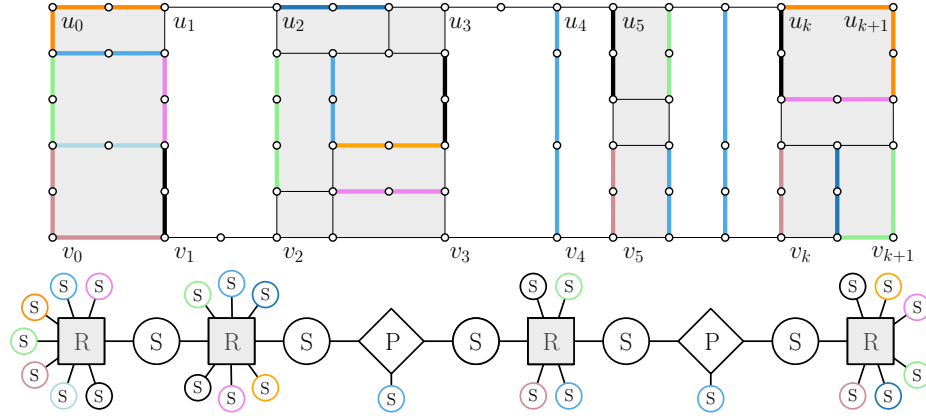 u₀ u₁ u₂ u₃ u₄ u₅ uₖ uₖ₊₁
v₀ v₁ v₂ v₃ v₄ v₅ vₖ vₖ₊₁
S S S S S S S S S
S S
S R S R S P S R S P S R
S S
S S S S S S S S S S S